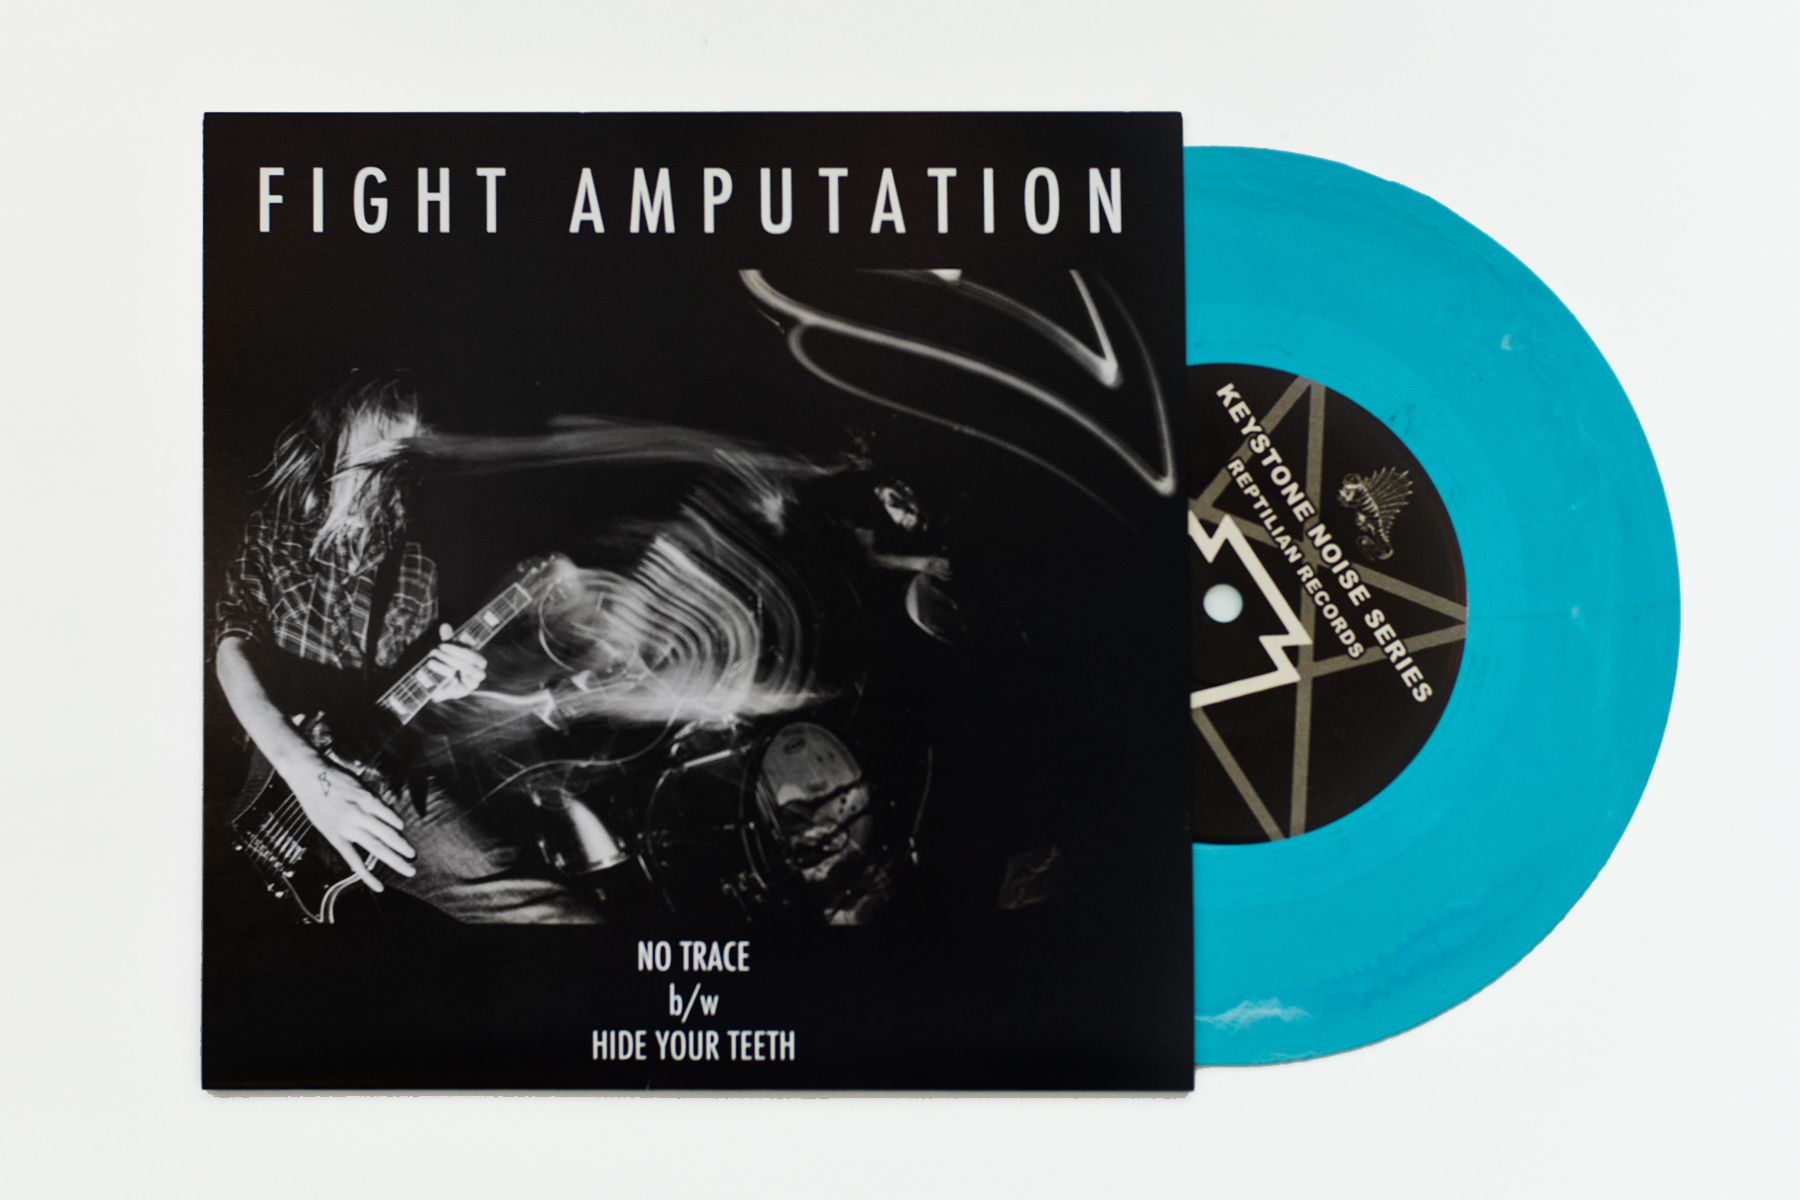 FIGHT AMPUTATION
NO TRACE
b/w
HIDE YOUR TEETH
KEYSTONE NOISE SERIES
REPTILIAN RECORDS